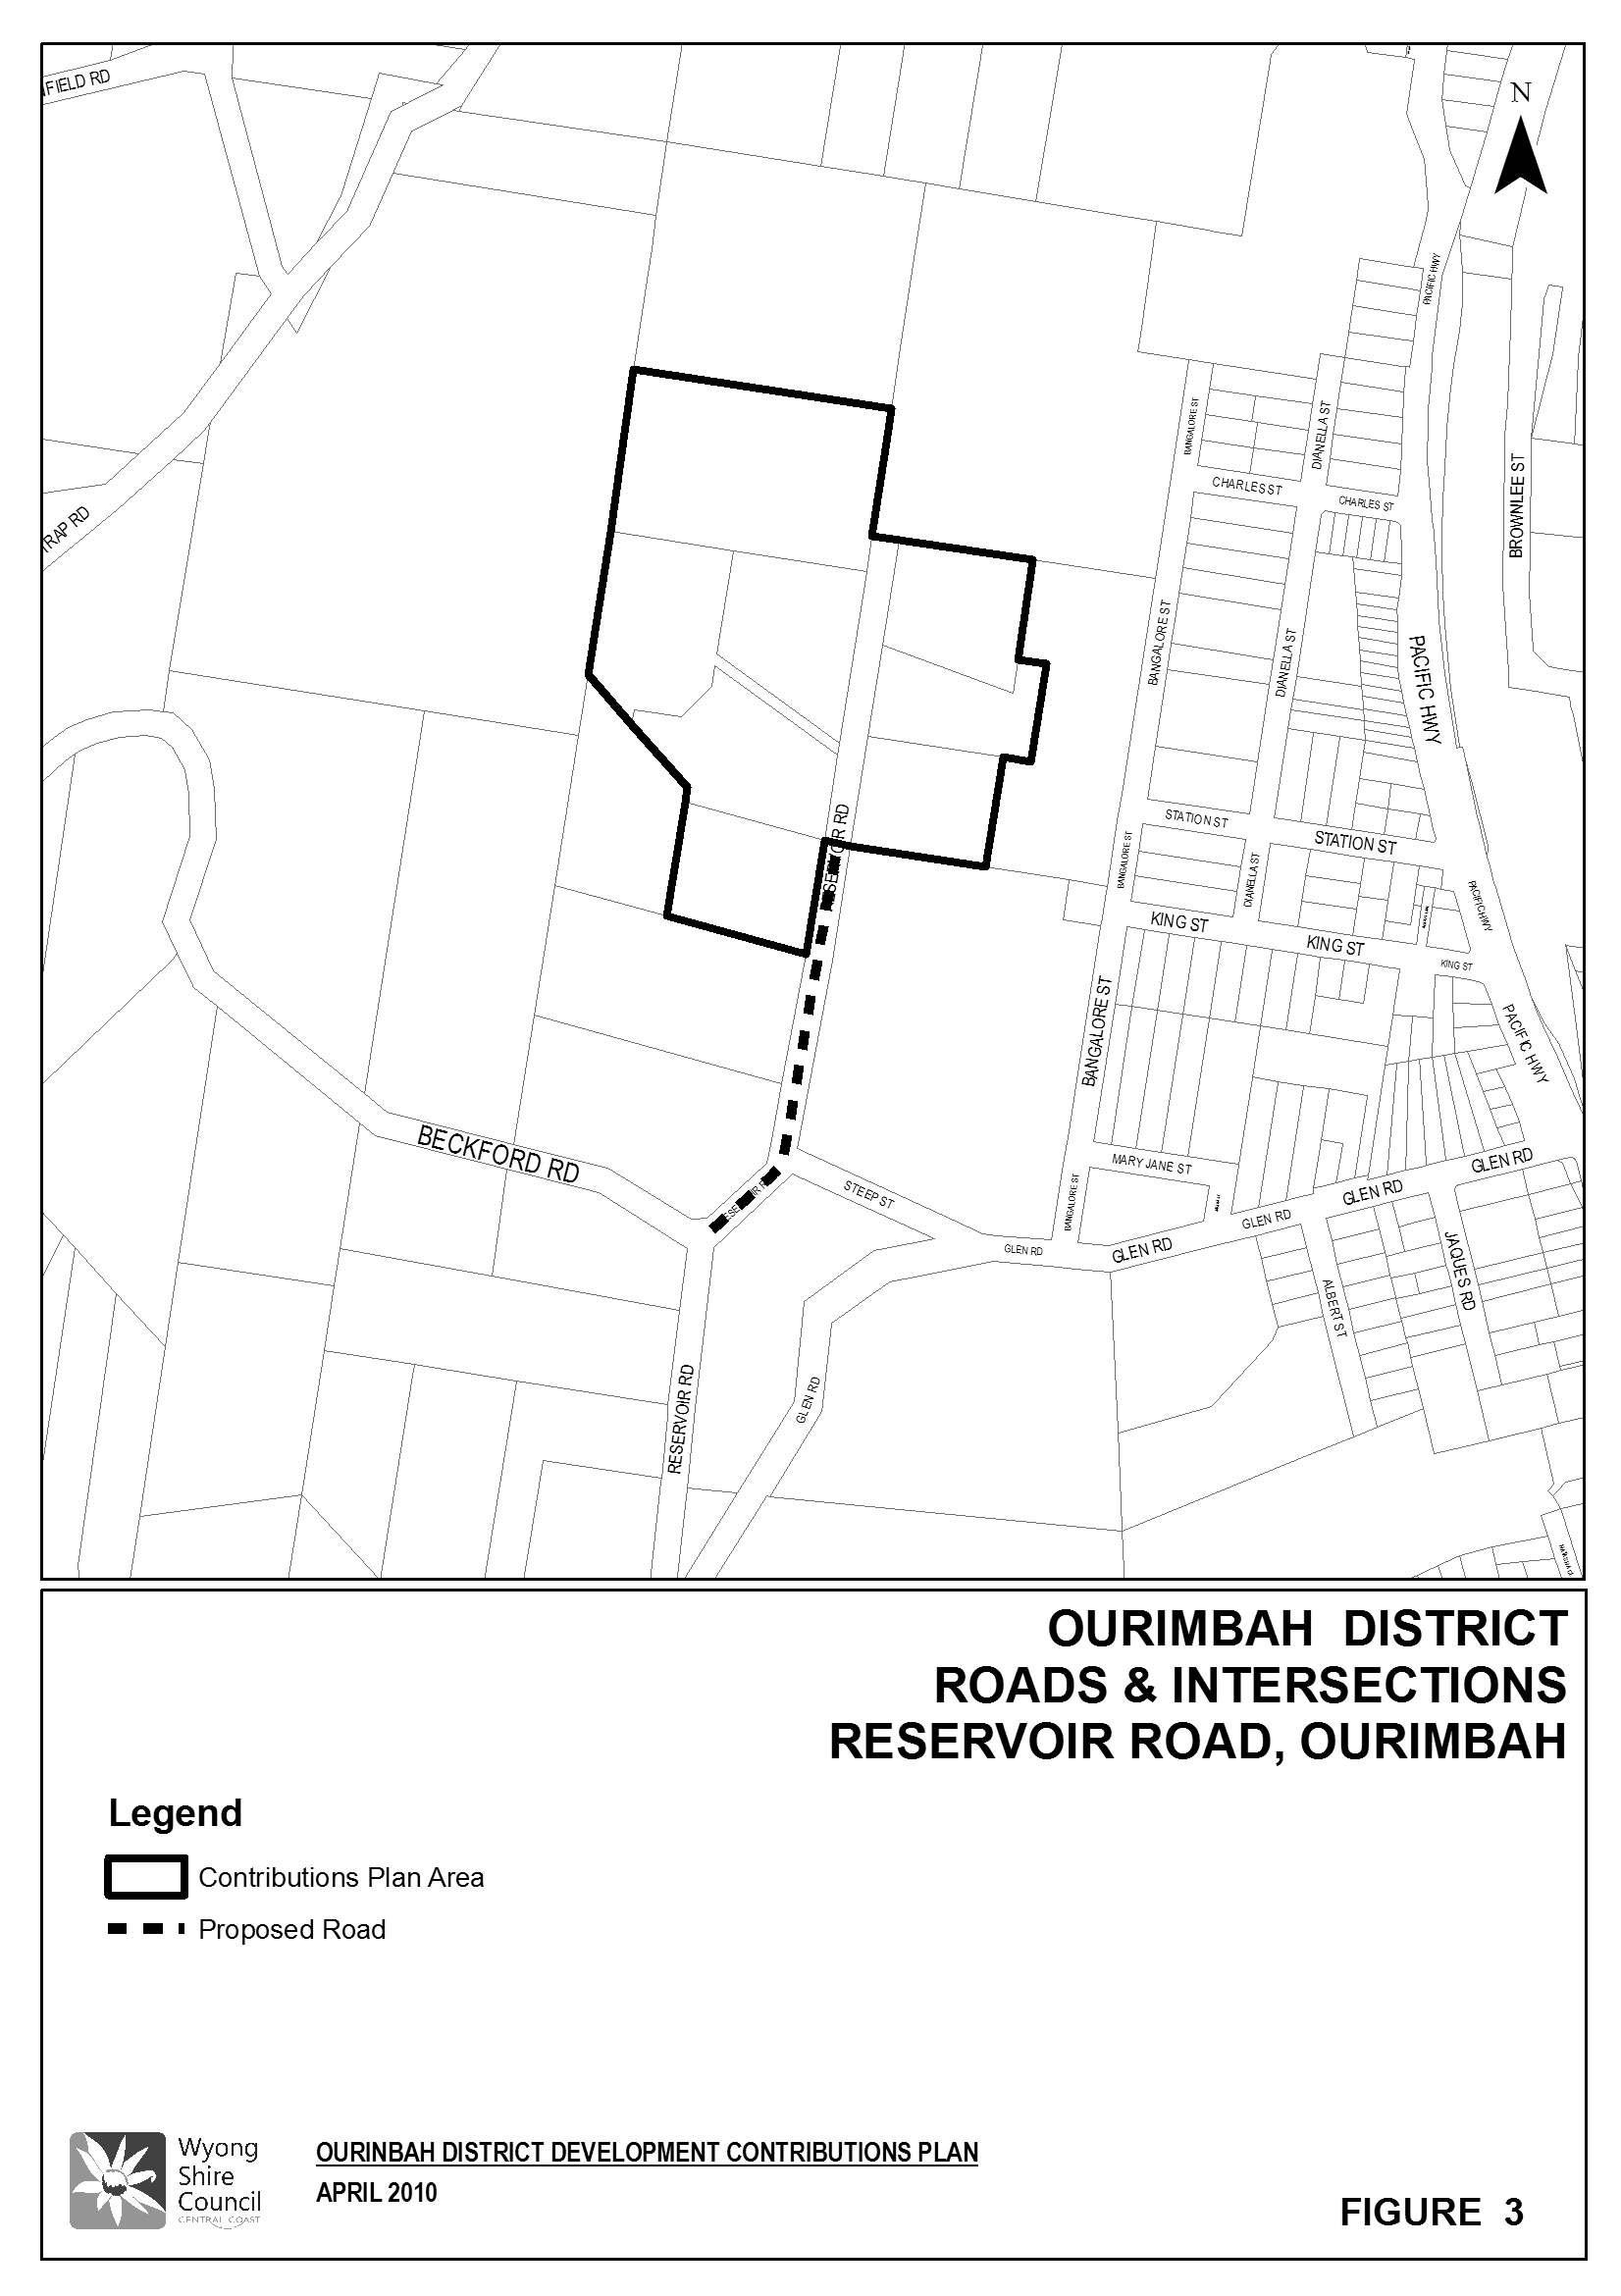 NFIELD RD
N
PACIFIC HWY
BANGALORE ST
DIANELLA ST
CHARLES ST
CHARLES ST
BROWNLEE ST
TRAP RD
BANGALORE ST
DIANELLA ST
PACIFIC HWY
RESERVOIR RD
STATION ST
STATION ST
BANGALORE ST
DIANELLA ST
PACIFIC HWY
KING ST
KING ST
KING ST
BANGALORE ST
PACIFIC HWY
BECKFORD RD
MARY JANE ST
GLEN RD
GLEN RD
STEEP ST
BANGALORE ST
GLEN RD
GLEN RD
GLEN RD
JAQUES RD
ALBERT ST
RESERVOIR RD
GLEN RD
OURIMBAH DISTRICT
ROADS & INTERSECTIONS
RESERVOIR ROAD, OURIMBAH
Legend
Contributions Plan Area
Proposed Road
Wyong
Shire
Council
CENTRAL COAST
OURINBAH DISTRICT DEVELOPMENT CONTRIBUTIONS PLAN
APRIL 2010
FIGURE 3